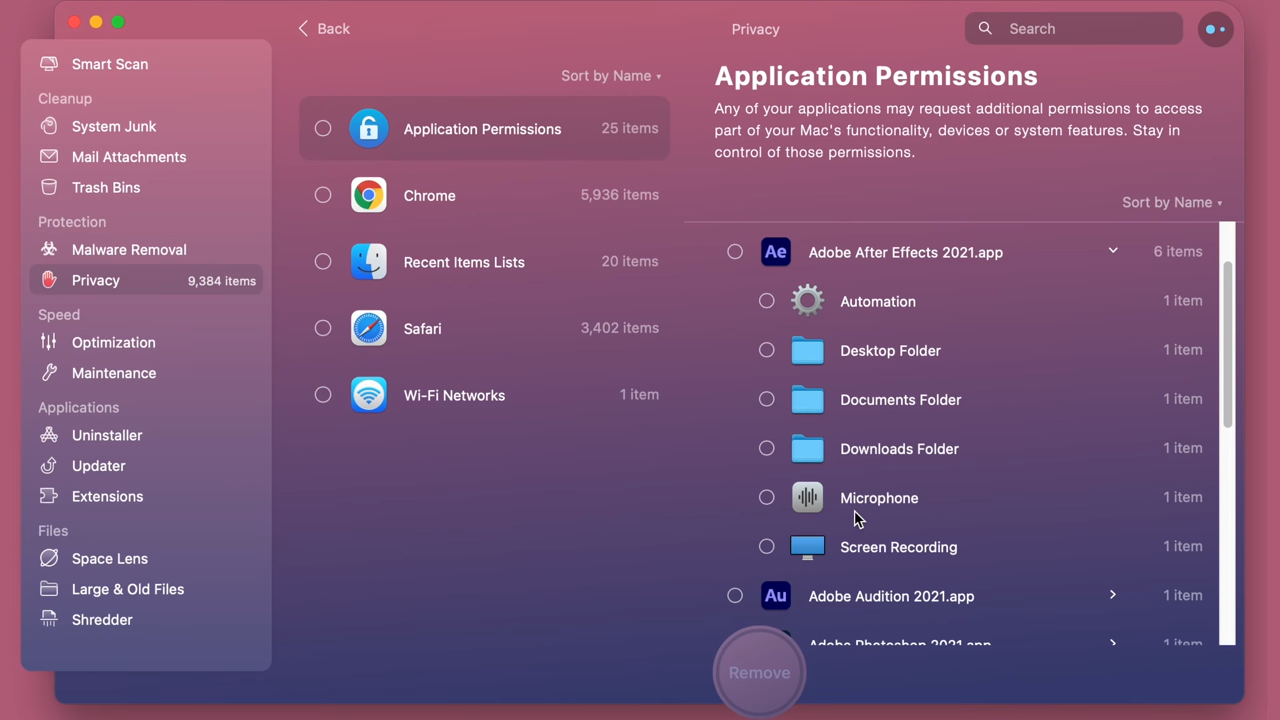 Smart Scan
Cleanup
System Junk
Mail Attachments
Trash Bins
Protection
Malware Removal
Privacy 9,384 items
Speed
Optimization
Maintenance
Applications
Uninstaller
Updater
Extensions
Files
Space Lens
Large & Old Files
Shredder
Back
Privacy
Search
Sort by Name
Application Permissions 25 items
Chrome 5,936 items
Recent Items Lists 20 items
Safari 3,402 items
Wi-Fi Networks 1 item
Application Permissions
Any of your applications may request additional permissions to access
part of your Mac's functionality, devices or system features. Stay in
control of those permissions.
Sort by Name
Ae Adobe After Effects 2021.app 6 items
Automation 1 item
Desktop Folder 1 item
Documents Folder 1 item
Downloads Folder 1 item
Microphone 1 item
Screen Recording 1 item
Au Adobe Audition 2021.app 1 item
Adobe Photoshop 2021.app 1 item
Remove